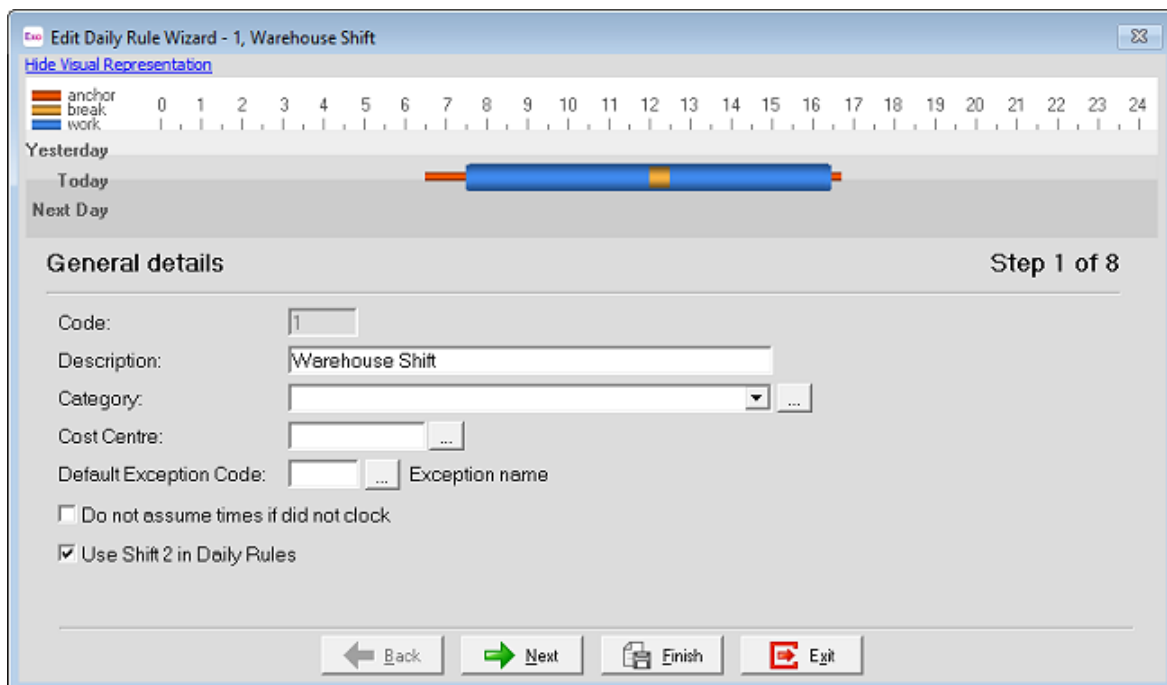 Exo Edit Daily Rule Wizard - 1, Warehouse Shift
Hide Visual Representation
anchor
break
work
0 1 2 3 4 5 6 7 8 9 10 11 12 13 14 15 16 17 18 19 20 21 22 23 24
Yesterday
Today
Next Day
General details Step 1 of 8
Code: 1
Description: Warehouse Shift
Category: ...
Cost Centre: ...
Default Exception Code: ... Exception name
Do not assume times if did not clock
Use Shift 2 in Daily Rules
Back Next Finish Exit